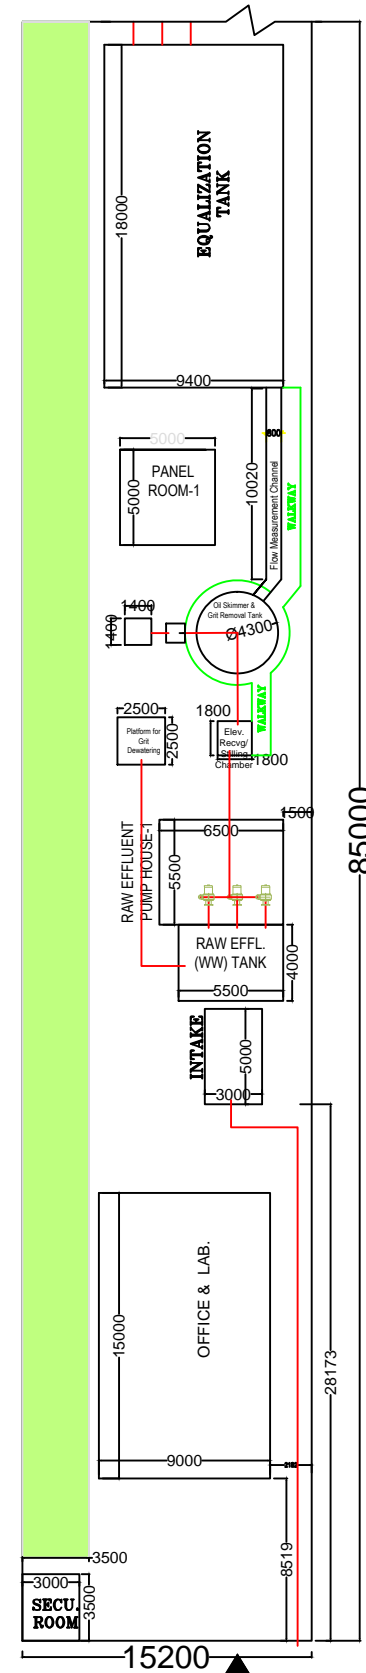 EQUALIZATION
TANK
18000
9400
5000
PANEL
ROOM-1
5000
600
10020
Flow Measurement Channel
WALKWAY
1400
1400
Oil Skimmer &
Grit Removal Tank
Ø4300
2500
Platform for
Grit
Dewatering
2500
1800
Elev.
Recvg/
Stilling
Chamber
1800
WALKWAY
1500
85000
6500
5500
RAW EFFLUENT
PUMP HOUSE-1
RAW EFFL.
(WW) TANK
4000
5500
INTAKE
5000
3000
OFFICE & LAB.
15000
28173
9000
8519
3500
3000
SECU.
ROOM
3500
15200